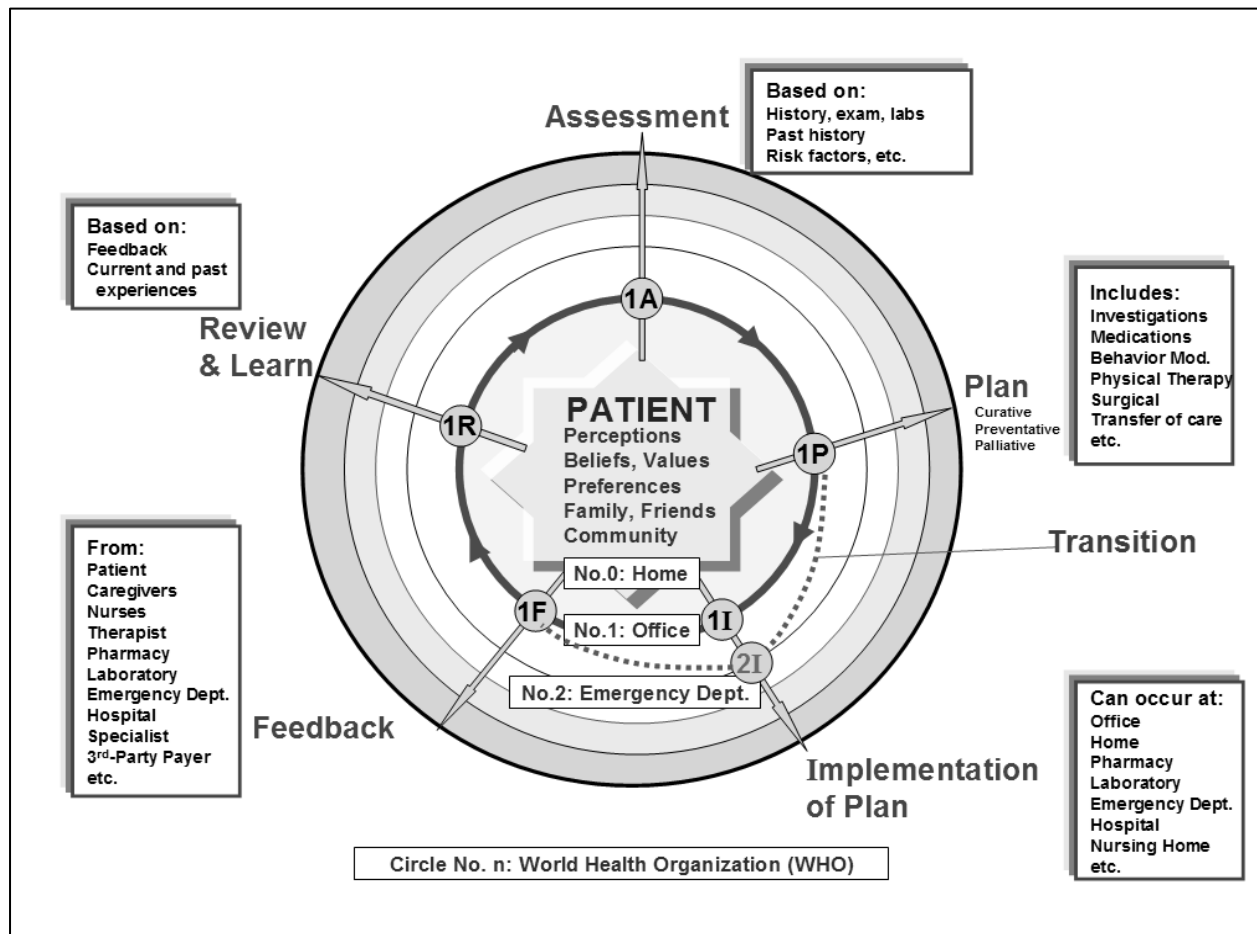 Assessment
Based on:
History, exam, labs
Past history
Risk factors, etc.
Based on:
Feedback
Current and past
experiences
Review
& Learn
Includes:
Investigations
Medications
Behavior Mod.
Physical Therapy
Surgical
Transfer of care
etc.
Plan
Curative
Preventative
Palliative
1A
1R
1P
PATIENT
Perceptions
Beliefs, Values
Preferences
Family, Friends
Community
Transition
No.0: Home
1F
No.1: Office
1I
2I
No.2: Emergency Dept.
From:
Patient
Caregivers
Nurses
Therapist
Pharmacy
Laboratory
Emergency Dept.
Hospital
Specialist
3rd-Party Payer
etc.
Feedback
Implementation
of Plan
Can occur at:
Office
Home
Pharmacy
Laboratory
Emergency Dept.
Hospital
Nursing Home
etc.
Circle No. n: World Health Organization (WHO)